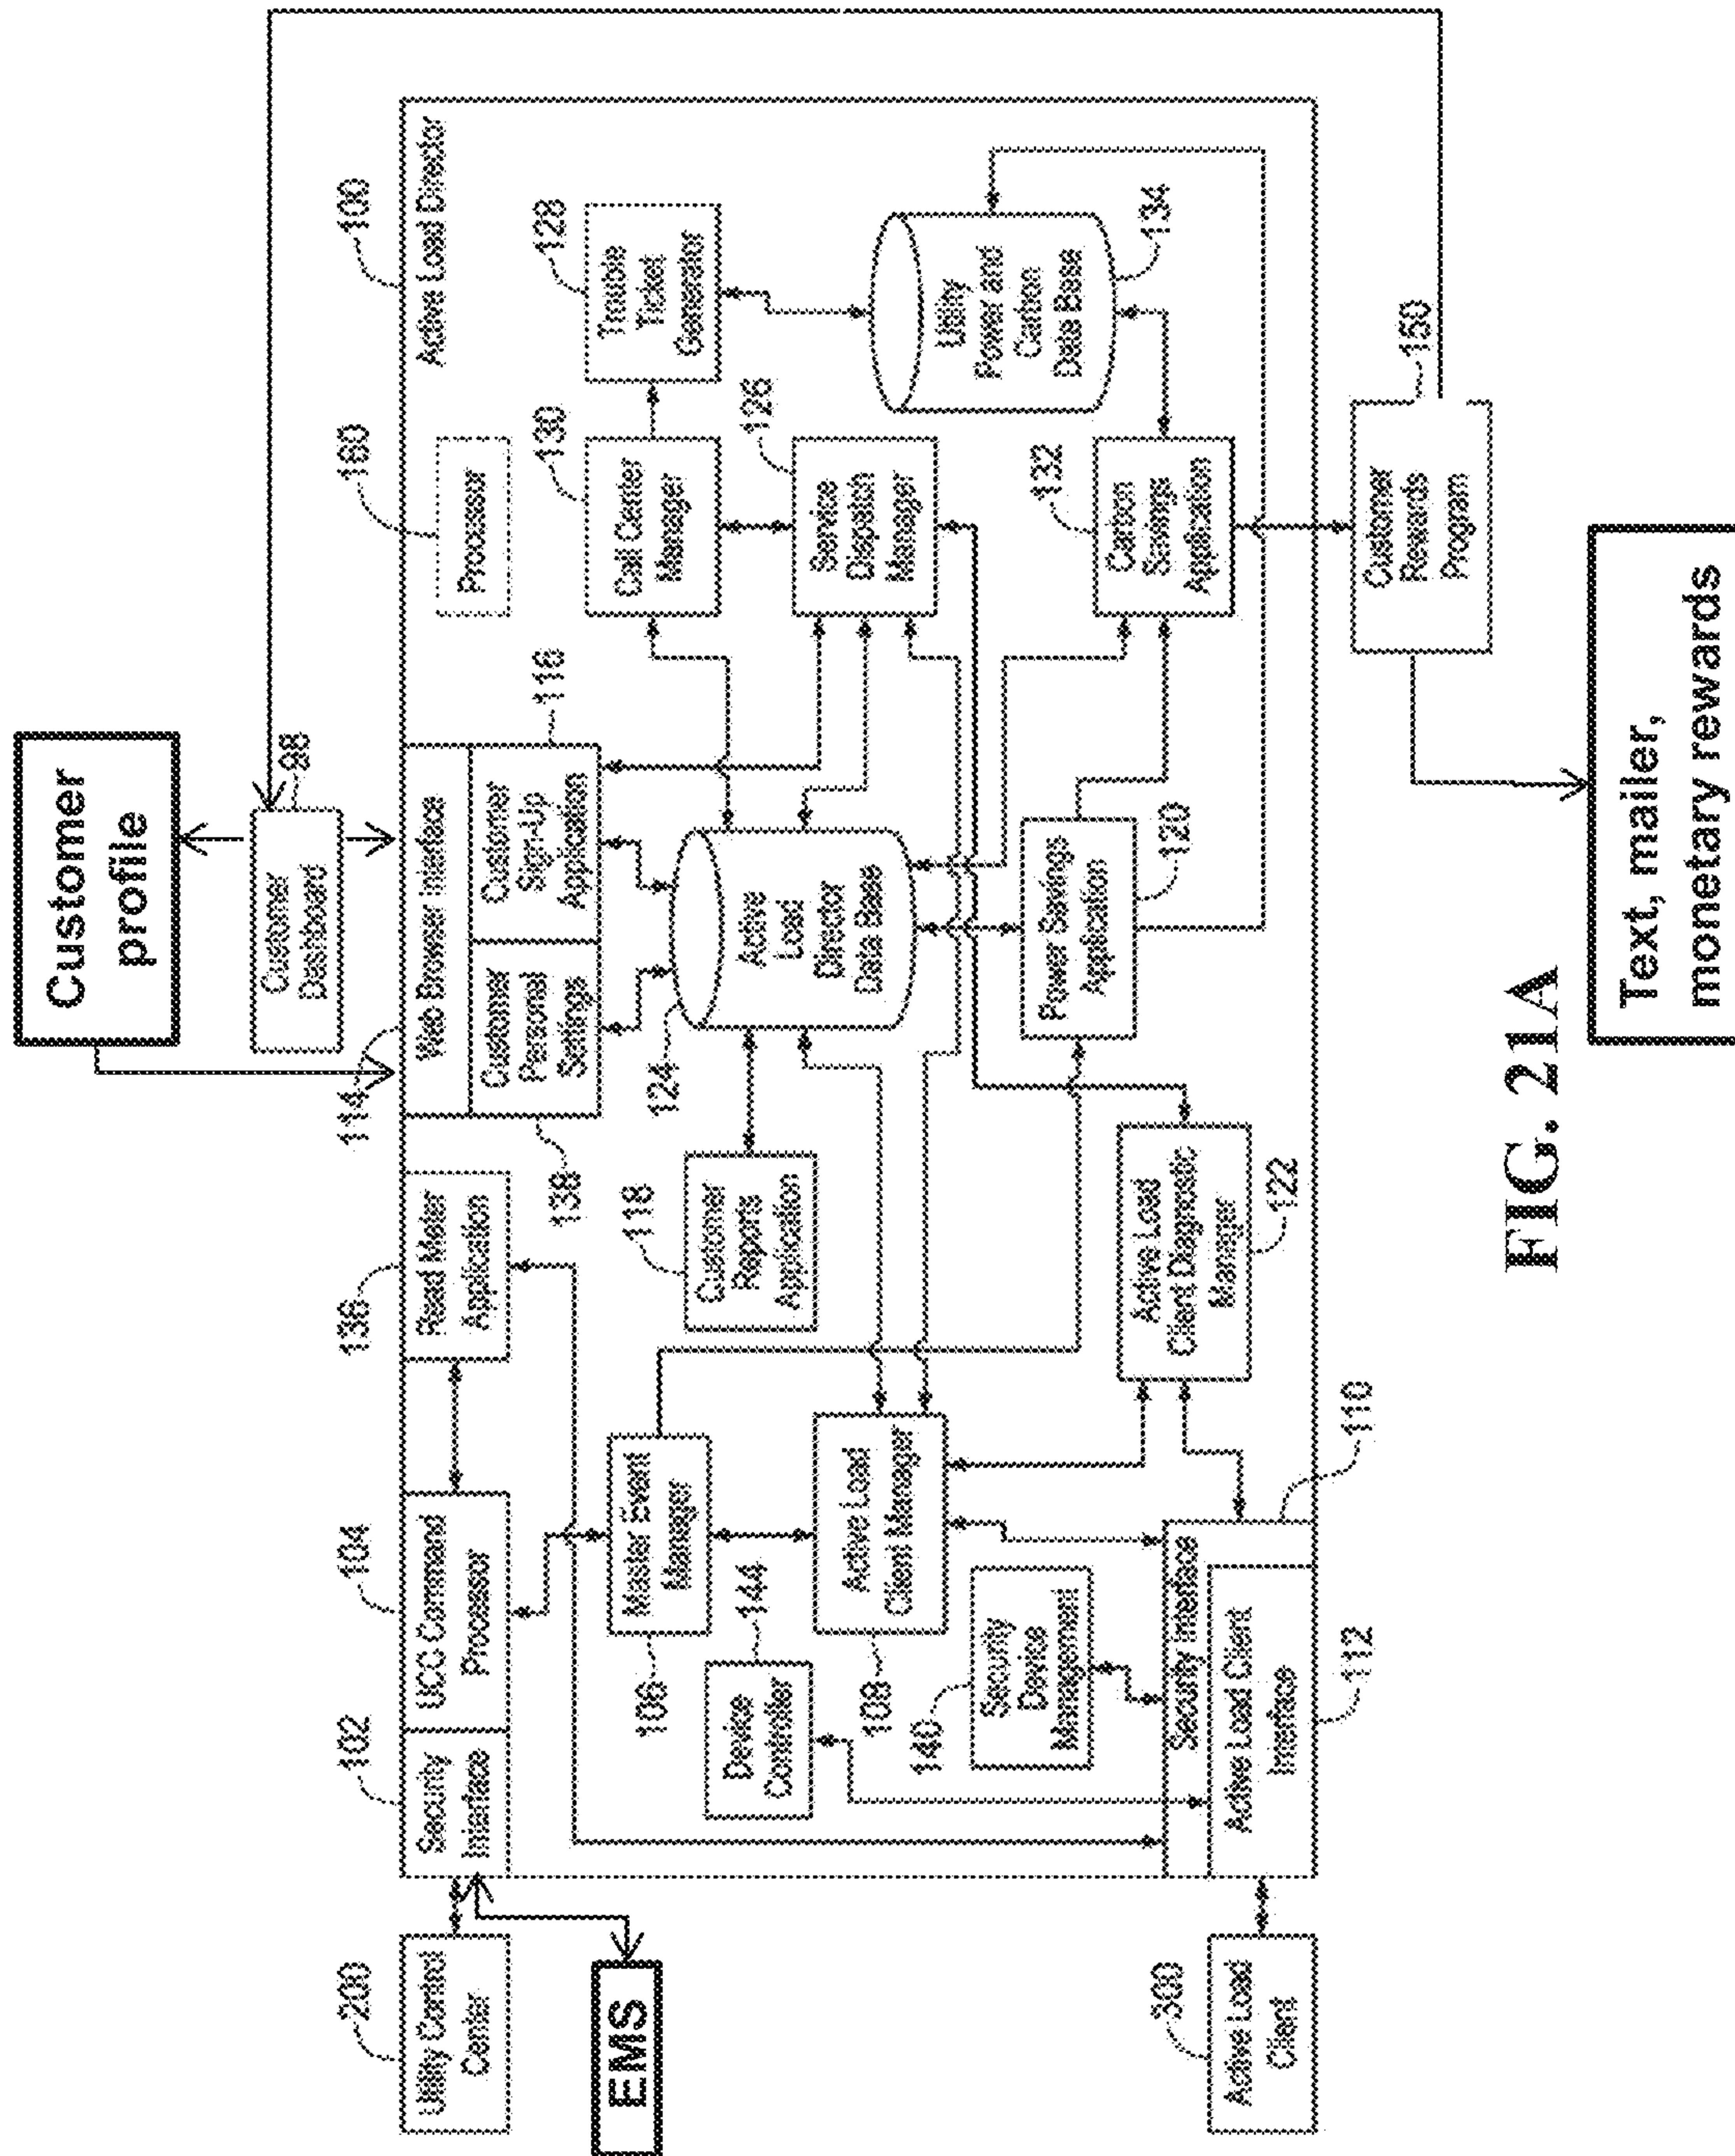 Customer
profile
Customer
Dashboard
98
200
Utility Control
Center
EMS
102
Security
Interface
104
UCC Command
Processor
136
Read Meter
Application
114
Web Browser Interface
Customer
Personal
Settings
Customer
Sign-Up
Application
138
116
160
Processor
100
Active Load Director
106
Master Event
Manager
144
Device
Controller
118
Customer
Reports
Application
124
Active
Load
Director
Data Base
130
Call Center
Manager
128
Trouble
Ticket
Generator
108
Active Load
Client Manager
126
Service
Dispatch
Manager
134
Utility
Power and
Carbon
Data Base
140
Security
Device
Management
120
Power Savings
Application
132
Carbon
Savings
Application
122
Active Load
Client Diagnostic
Manager
110
Security Interface
112
Active Load Client
Interface
300
Active Load
Client
150
Customer
Rewards
Program
Text, mailer,
monetary rewards
FIG. 21A